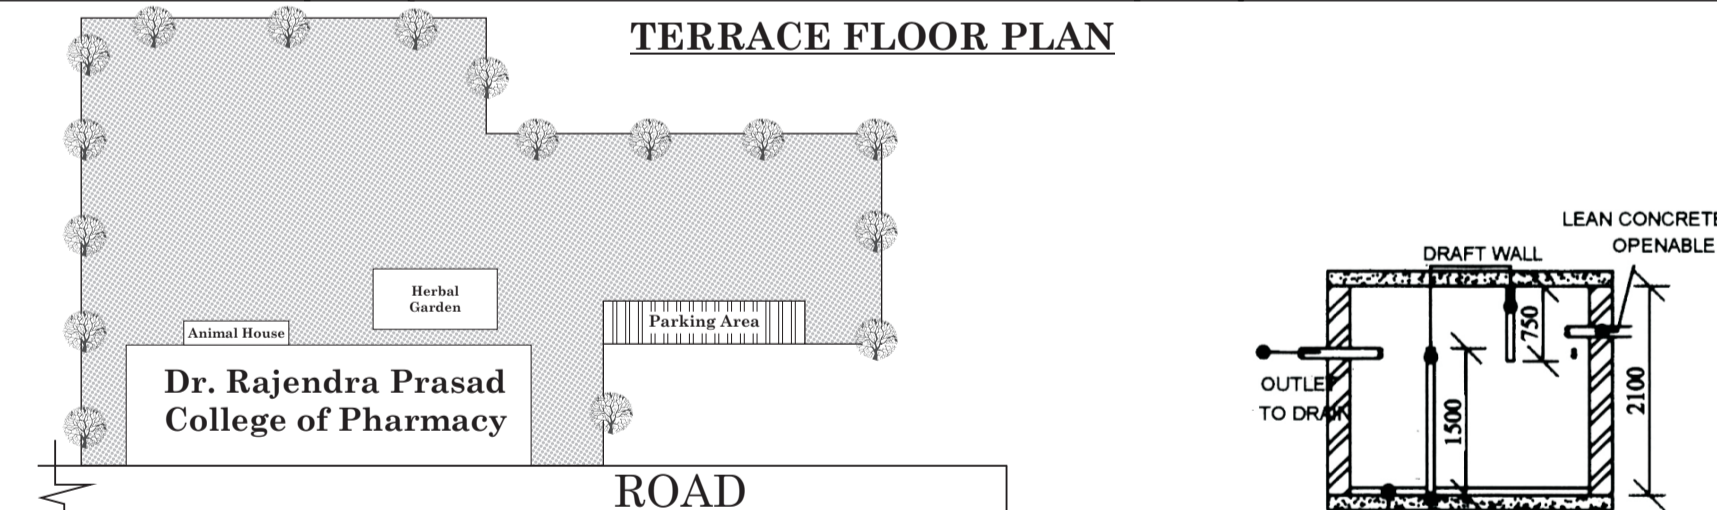 TERRACE FLOOR PLAN
Herbal
Garden
Animal House
Parking Area
Dr. Rajendra Prasad
College of Pharmacy
ROAD
LEAN CONCRETE
OPENABLE
DRAFT WALL
750
OUTLET
TO DRAIN
1500
2100